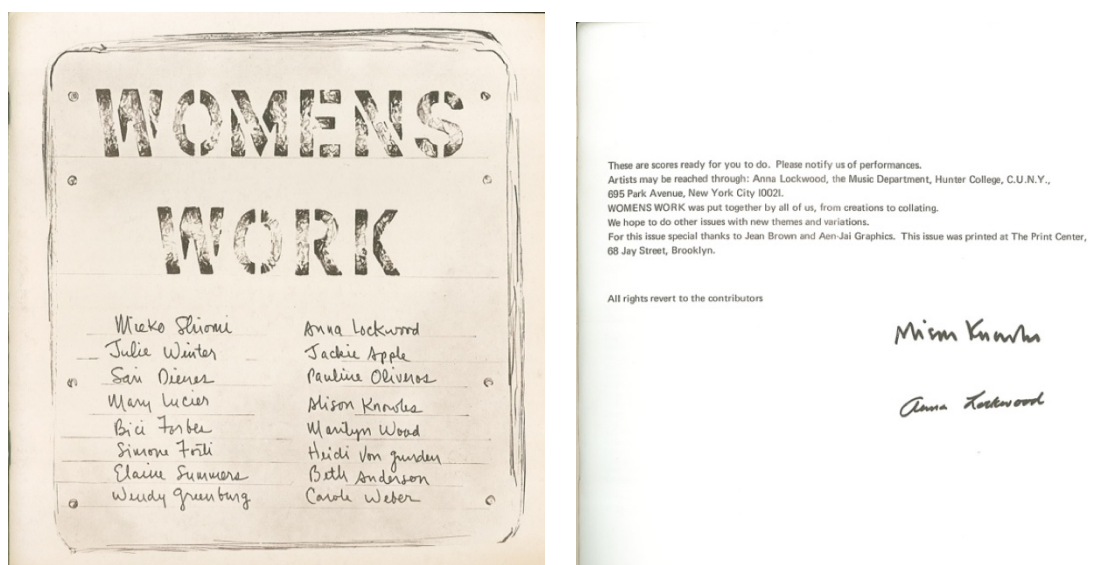 WOMENS
WORK
Mieko Shiomi
Julie Winter
Sari Dienes
Mary Lucier
Bici Forbes
Simone Forti
Elaine Summers
Wendy Greenberg
Anna Lockwood
Jackie Apple
Pauline Oliveros
Alison Knowles
Marilyn Wood
Heidi Von Gunden
Beth Anderson
Carole Weber
These are scores ready for you to do. Please notify us of performances.
Artists may be reached through: Anna Lockwood, the Music Department, Hunter College, C.U.N.Y.,
695 Park Avenue, New York City 10021.
WOMENS WORK was put together by all of us, from creations to collating.
We hope to do other issues with new themes and variations.
For this issue special thanks to Jean Brown and Aen-Jai Graphics. This issue was printed at The Print Center,
68 Jay Street, Brooklyn.
All rights revert to the contributors
Alison Knowles
Anna Lockwood